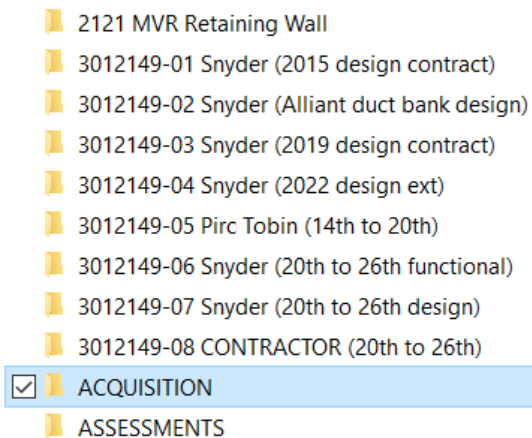 2121 MVR Retaining Wall
3012149-01 Snyder (2015 design contract)
3012149-02 Snyder (Alliant duct bank design)
3012149-03 Snyder (2019 design contract)
3012149-04 Snyder (2022 design ext)
3012149-05 Pirc Tobin (14th to 20th)
3012149-06 Snyder (20th to 26th functional)
3012149-07 Snyder (20th to 26th design)
3012149-08 CONTRACTOR (20th to 26th)
ACQUISITION
ASSESSMENTS